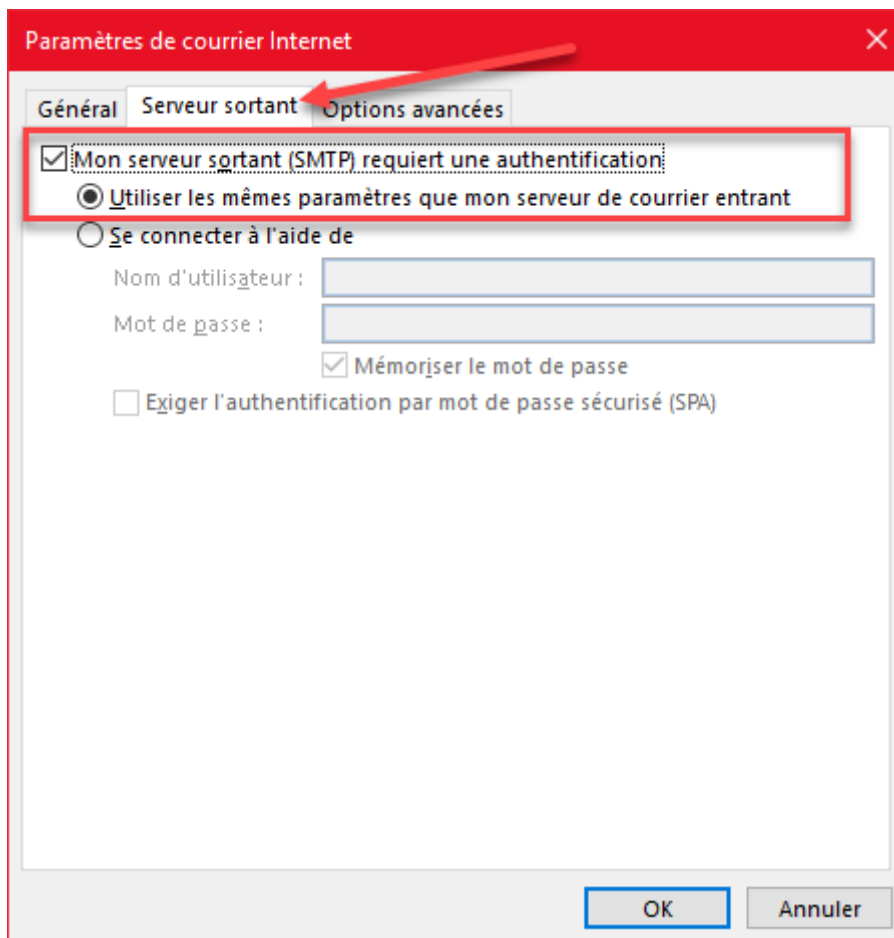 Paramètres de courrier Internet
Général Serveur sortant Options avancées
Mon serveur sortant (SMTP) requiert une authentification
Utiliser les mêmes paramètres que mon serveur de courrier entrant
Se connecter à l'aide de
Nom d'utilisateur :
Mot de passe :
Mémoriser le mot de passe
Exiger l'authentification par mot de passe sécurisé (SPA)
OK Annuler